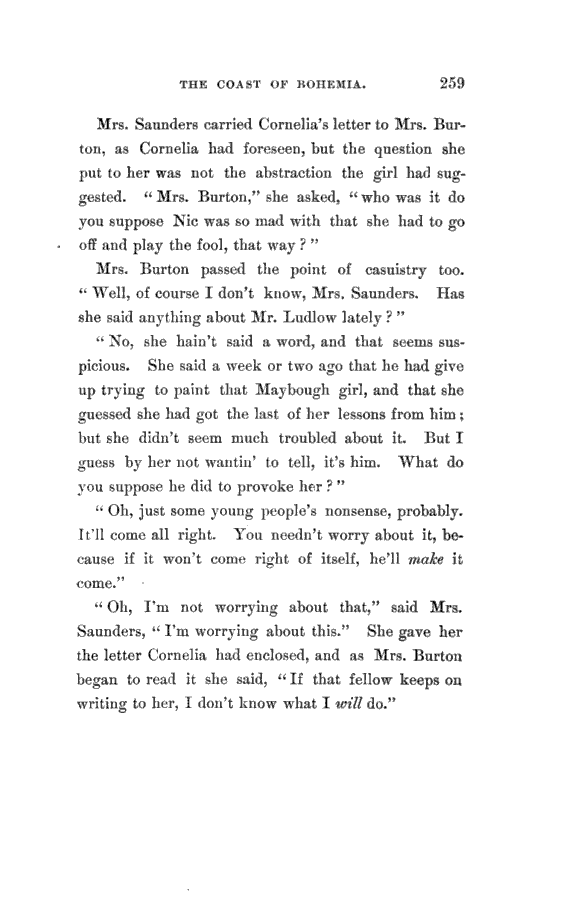 THE COAST OF BOHEMIA. 259
Mrs. Saunders carried Cornelia's letter to Mrs. Bur-
ton, as Cornelia had foreseen, but the question she
put to her was not the abstraction the girl had sug-
gested. “Mrs. Burton,” she asked, “who was it do
you suppose Nic was so mad with that she had to go
off and play the fool, that way?”
Mrs. Burton passed the point of casuistry too.
“Well, of course I don't know, Mrs. Saunders. Has
she said anything about Mr. Ludlow lately?”
“No, she hain't said a word, and that seems sus-
picious. She said a week or two ago that he had give
up trying to paint that Maybough girl, and that she
guessed she had got the last of her lessons from him;
but she didn't seem much troubled about it. But I
guess by her not wantin' to tell, it's him. What do
you suppose he did to provoke her?”
“Oh, just some young people's nonsense, probably.
It'll come all right. You needn't worry about it, be-
cause if it won't come right of itself, he'll make it
come.”
“Oh, I'm not worrying about that,” said Mrs.
Saunders, “I'm worrying about this.” She gave her
the letter Cornelia had enclosed, and as Mrs. Burton
began to read it she said, “If that fellow keeps on
writing to her, I don't know what I will do.”